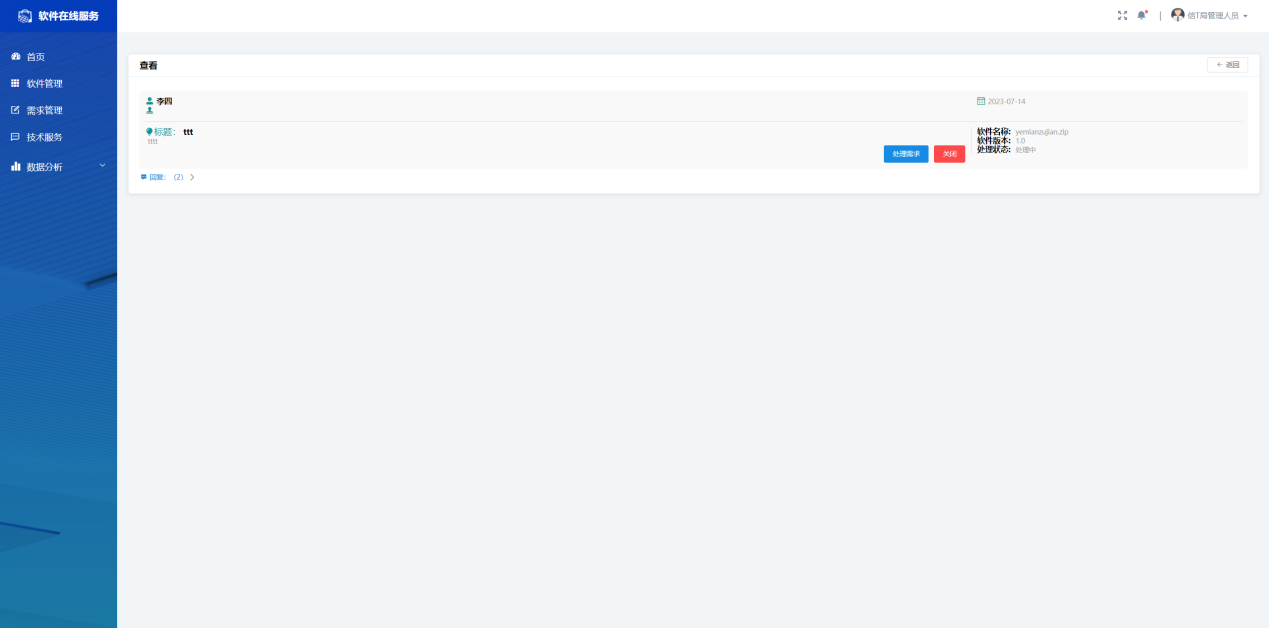 软件在线服务
信T局管理人员
首页
软件管理
需求管理
技术服务
数据分析
查看
返回
李四
2023-07-14
标题： ttt
tttt
软件名称: yemianzujian.zip
软件版本: 1.0
处理状态: 处理中
处理需求
关闭
回复: (2)